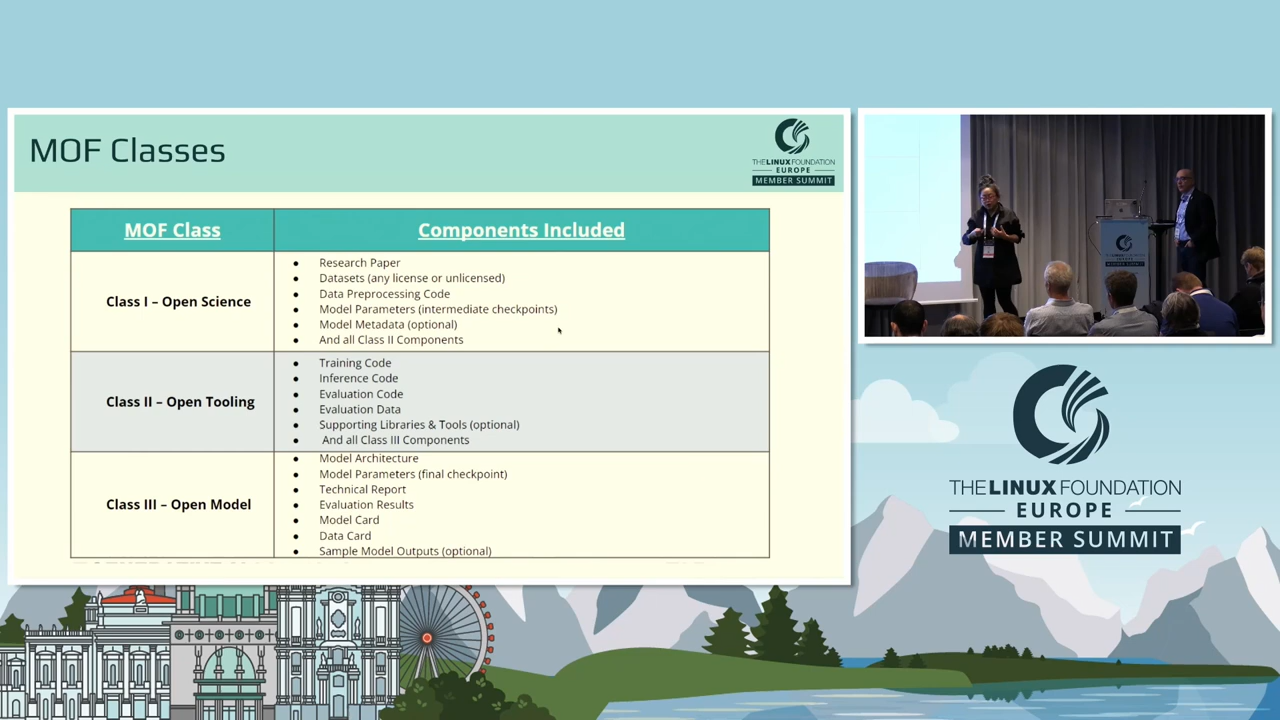 MOF Classes
THE LINUX FOUNDATION
EUROPE
MEMBER SUMMIT
MOF Class
Components Included
Class I – Open Science
Research Paper
Datasets (any license or unlicensed)
Data Preprocessing Code
Model Parameters (intermediate checkpoints)
Model Metadata (optional)
And all Class II Components
Class II – Open Tooling
Training Code
Inference Code
Evaluation Code
Evaluation Data
Supporting Libraries & Tools (optional)
And all Class III Components
Class III – Open Model
Model Architecture
Model Parameters (final checkpoint)
Technical Report
Evaluation Results
Model Card
Data Card
Sample Model Outputs (optional)
THE LINUX FOUNDATION
EUROPE
MEMBER SUMMIT